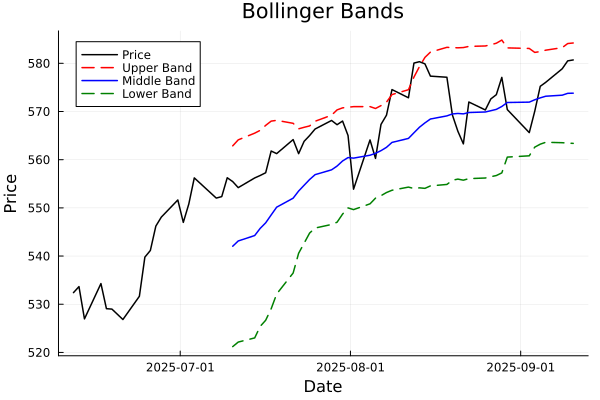 Bollinger Bands
Price
Upper Band
Middle Band
Lower Band
580
570
560
550
540
530
520
Price
2025-07-01
2025-08-01
2025-09-01
Date